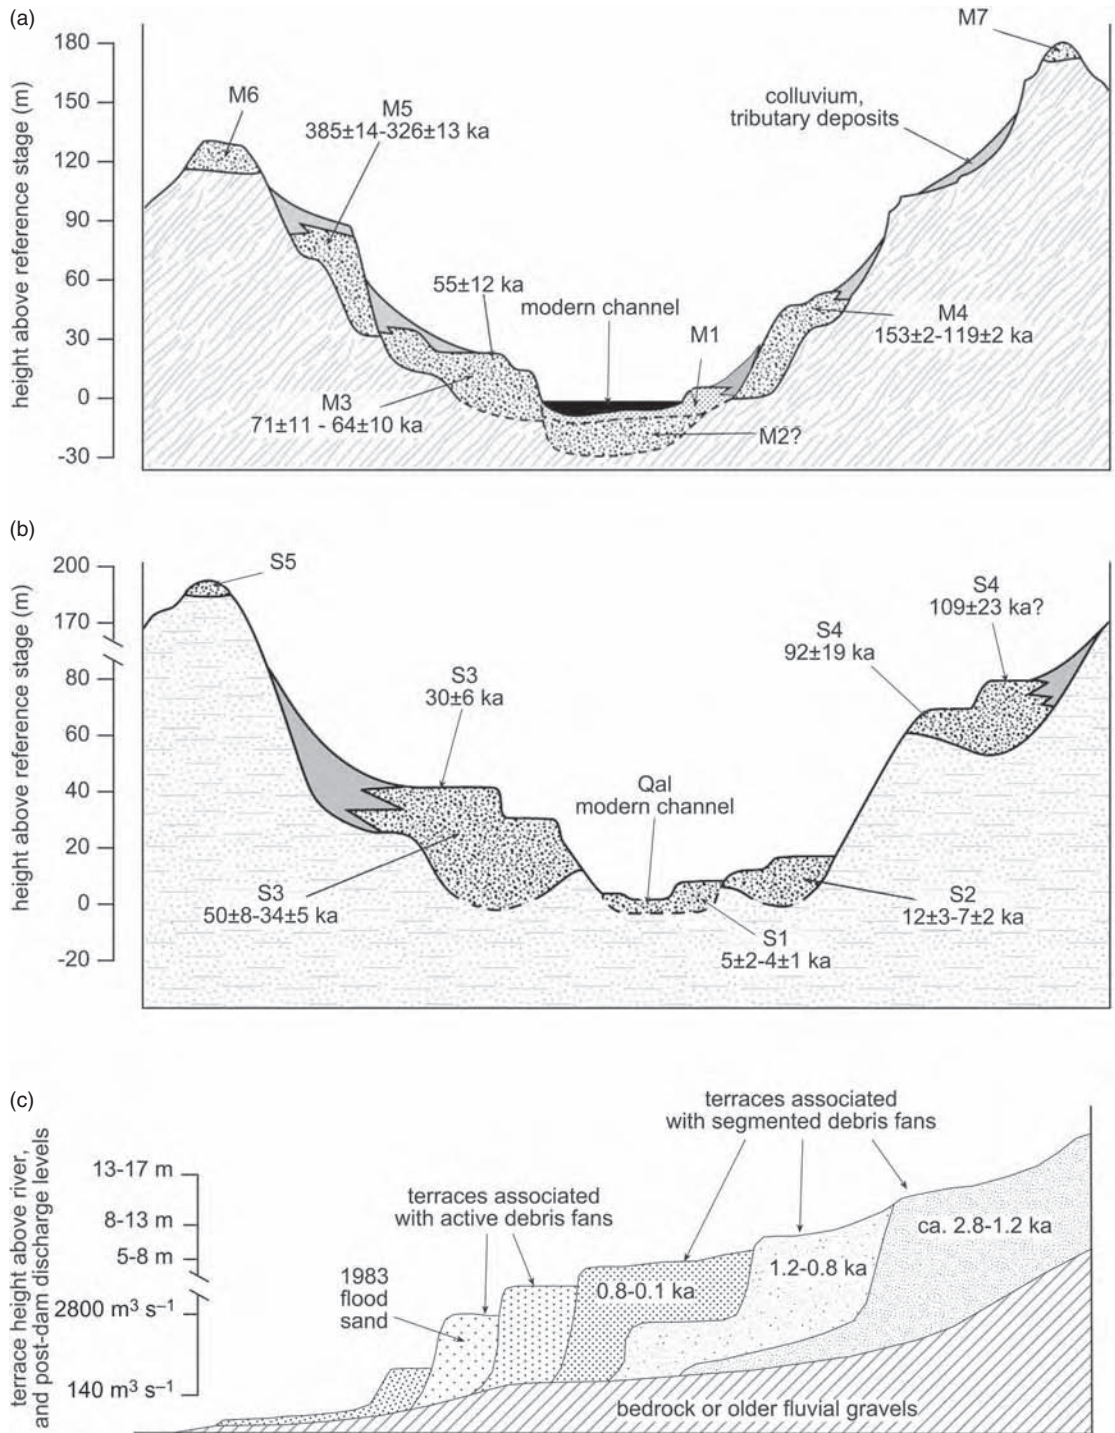 (a)
180
150
120
90
60
30
0
-30
height above reference stage (m)
M6
M5
385±14-326±13 ka
M7
colluvium,
tributary deposits
55±12 ka
modern channel
M1
M4
153±2-119±2 ka
M3
71±11 - 64±10 ka
M2?
(b)
200
170
80
60
40
20
0
-20
height above reference stage (m)
S5
S4
109±23 ka?
S4
92±19 ka
S3
30±6 ka
Qal
modern channel
S3
50±8-34±5 ka
S2
12±3-7±2 ka
S1
5±2-4±1 ka
(c)
terrace height above river,
and post-dam discharge levels
13-17 m
8-13 m
5-8 m
2800 m³ s⁻¹
140 m³ s⁻¹
terraces associated
with segmented debris fans
terraces associated
with active debris fans
1983
flood
sand
0.8-0.1 ka
1.2-0.8 ka
ca. 2.8-1.2 ka
bedrock or older fluvial gravels